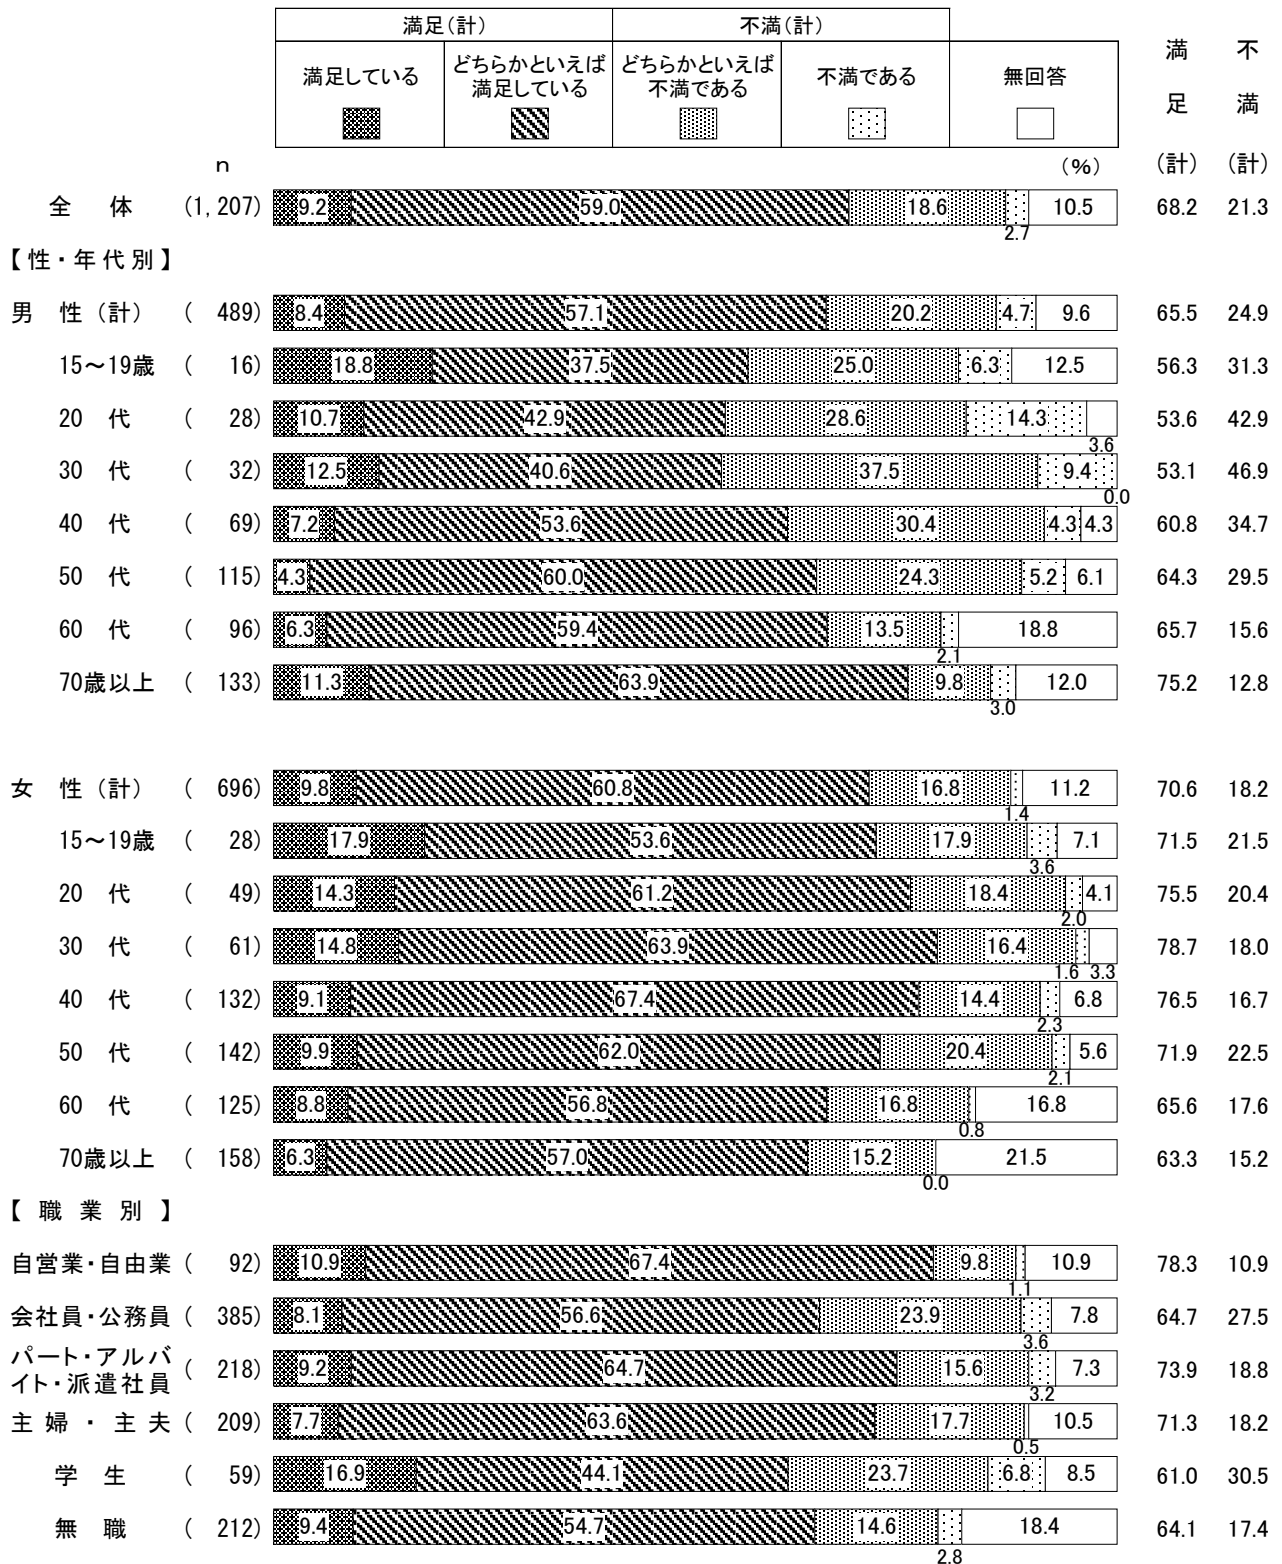 満足(計) 不満(計)
満足している どちらかといえば満足している どちらかといえば不満である 不満である 無回答 満足(計) 不満(計)
n (%)
全体 (1,207) 9.2 59.0 18.6 2.7 10.5 68.2 21.3
【性・年代別】
男性(計) (489) 8.4 57.1 20.2 4.7 9.6 65.5 24.9
15～19歳 (16) 18.8 37.5 25.0 6.3 12.5 56.3 31.3
20代 (28) 10.7 42.9 28.6 14.3 3.6 53.6 42.9
30代 (32) 12.5 40.6 37.5 9.4 0.0 53.1 46.9
40代 (69) 7.2 53.6 30.4 4.3 4.3 60.8 34.7
50代 (115) 4.3 60.0 24.3 5.2 6.1 64.3 29.5
60代 (96) 6.3 59.4 13.5 2.1 18.8 65.7 15.6
70歳以上 (133) 11.3 63.9 9.8 3.0 12.0 75.2 12.8
女性(計) (696) 9.8 60.8 16.8 1.4 11.2 70.6 18.2
15～19歳 (28) 17.9 53.6 17.9 3.6 7.1 71.5 21.5
20代 (49) 14.3 61.2 18.4 2.0 4.1 75.5 20.4
30代 (61) 14.8 63.9 16.4 1.6 3.3 78.7 18.0
40代 (132) 9.1 67.4 14.4 2.3 6.8 76.5 16.7
50代 (142) 9.9 62.0 20.4 2.1 5.6 71.9 22.5
60代 (125) 8.8 56.8 16.8 0.8 16.8 65.6 17.6
70歳以上 (158) 6.3 57.0 15.2 0.0 21.5 63.3 15.2
【職業別】
自営業・自由業 (92) 10.9 67.4 9.8 1.1 10.9 78.3 10.9
会社員・公務員 (385) 8.1 56.6 23.9 3.6 7.8 64.7 27.5
パート・アルバイト・派遣社員 (218) 9.2 64.7 15.6 3.2 7.3 73.9 18.8
主婦・主夫 (209) 7.7 63.6 17.7 0.5 10.5 71.3 18.2
学生 (59) 16.9 44.1 23.7 6.8 8.5 61.0 30.5
無職 (212) 9.4 54.7 14.6 2.8 18.4 64.1 17.4